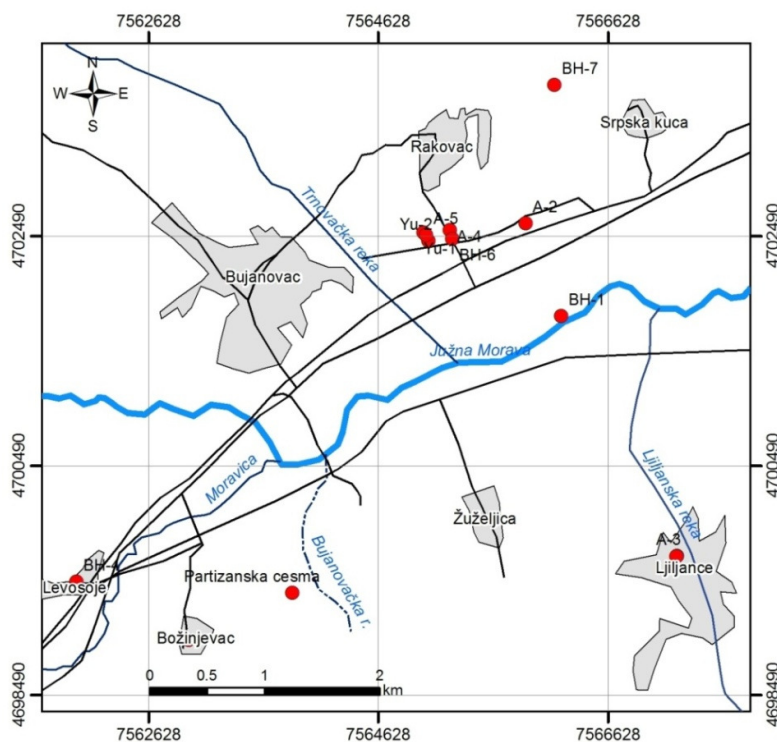 7562628
7564628
7566628
N
W E
S
BH-7
Srpska kuca
Rakovac
4702490
4702490
Trnovačka reka
A-5
A-2
Yu-2
A-4
Yu-1
BH-6
Bujanovac
BH-1
Južna Morava
4700490
4700490
Moravica
Ljiljanska reka
Žuželjica
Bujanovačka r.
A-3
BH-4
Levosoje
Partizanska cesma
Ljiljance
Božinjevac
0 0.5 1 2
km
4698490
4698490
7562628
7564628
7566628